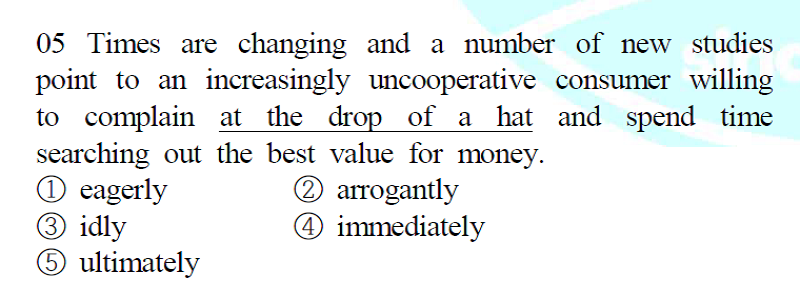 05 Times are changing and a number of new studies
point to an increasingly uncooperative consumer willing
to complain at the drop of a hat and spend time
searching out the best value for money.
① eagerly ② arrogantly
③ idly ④ immediately
⑤ ultimately